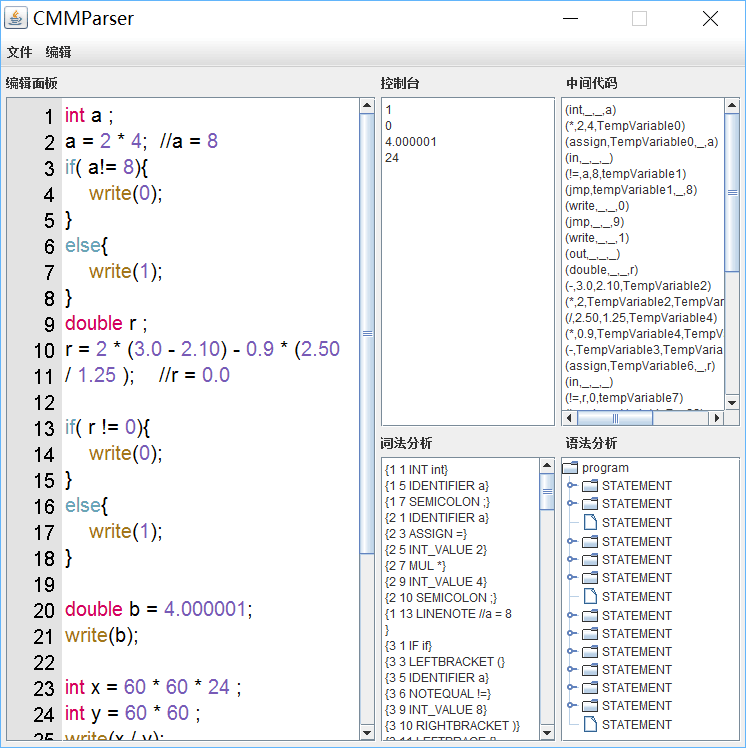 CMMParser
文件 编辑
编辑面板
1 int a ;
2 a = 2 * 4; //a = 8
3 if( a!= 8){
4 write(0);
5 }
6 else{
7 write(1);
8 }
9 double r ;
10 r = 2 * (3.0 - 2.10) - 0.9 * (2.50
11 / 1.25 ); //r = 0.0
12
13 if( r != 0){
14 write(0);
15 }
16 else{
17 write(1);
18 }
19
20 double b = 4.000001;
21 write(b);
22
23 int x = 60 * 60 * 24 ;
24 int y = 60 * 60 ;
25 write(x / y);
控制台
1
0
4.000001
24
中间代码
(int,_,_,a)
(*,2,4,TempVariable0)
(assign,TempVariable0,_,a)
(in,_,_,_)
(!=,a,8,tempVariable1)
(jmp,tempVariable1,_,8)
(write,_,_,0)
(jmp,_,_,9)
(write,_,_,1)
(out,_,_,_)
(double,_,_,r)
(-,3.0,2.10,TempVariable2)
(*,2,TempVariable2,TempVar
(/,2.50,1.25,TempVariable4)
(*,0.9,TempVariable4,TempV
(-,TempVariable3,TempVaria
(assign,TempVariable6,_,r)
(in,_,_,_)
(!=,r,0,tempVariable7)
词法分析
{1 1 INT int}
{1 5 IDENTIFIER a}
{1 7 SEMICOLON ;}
{2 1 IDENTIFIER a}
{2 3 ASSIGN =}
{2 5 INT_VALUE 2}
{2 7 MUL *}
{2 9 INT_VALUE 4}
{2 10 SEMICOLON ;}
{1 13 LINENOTE //a = 8
}
{3 1 IF if}
{3 3 LEFTBRACKET (}
{3 5 IDENTIFIER a}
{3 6 NOTEQUAL !=}
{3 9 INT_VALUE 8}
{3 10 RIGHTBRACKET )}
{3 11 LEFTBRACE {}
语法分析
program
STATEMENT
STATEMENT
STATEMENT
STATEMENT
STATEMENT
STATEMENT
STATEMENT
STATEMENT
STATEMENT
STATEMENT
STATEMENT
STATEMENT
STATEMENT
STATEMENT